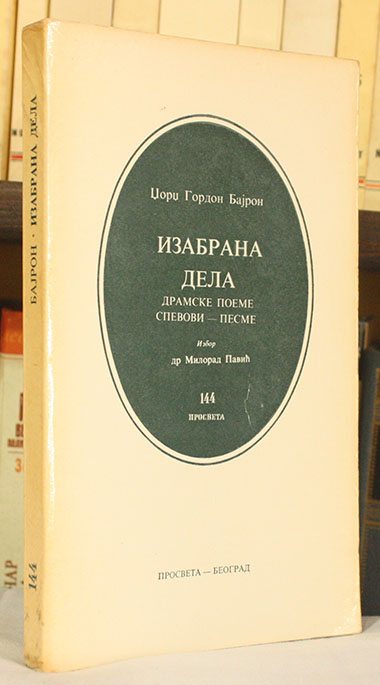 Џорџ Гордон Бајрон
ИЗАБРАНА
ДЕЛА
ДРАМСКЕ ПОЕМЕ
СПЕВОВИ — ПЕСМЕ
Избор
др Милорад Павић
144
ПРОСВЕТА
ПРОСВЕТА — БЕОГРАД
БАЈРОН · ИЗАБРАНА ДЕЛА
144
ЧАР